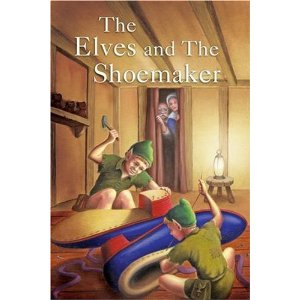 The
Elves and The
Shoemaker